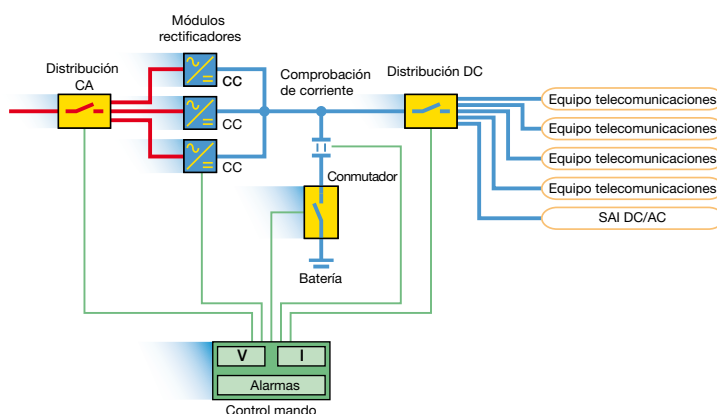 Módulos
rectificadores
Distribución
CA
CC
CC
CC
Comprobación
de corriente
Distribución DC
Equipo telecomunicaciones
Equipo telecomunicaciones
Equipo telecomunicaciones
Equipo telecomunicaciones
SAI DC/AC
Conmutador
Batería
V
I
Alarmas
Control mando